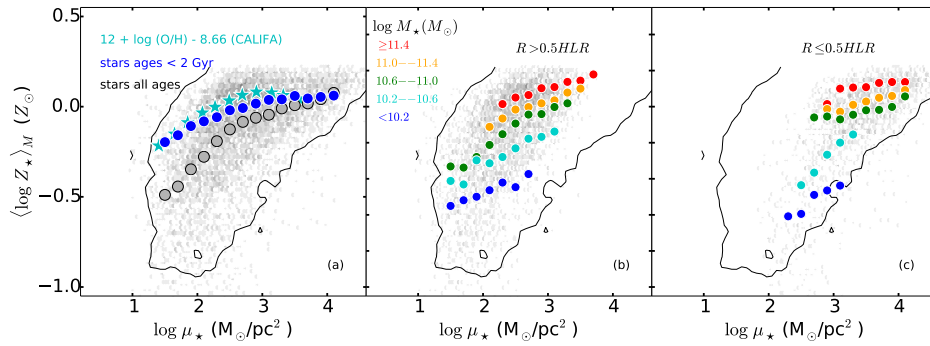 0.5
0.0
−0.5
−1.0
⟨log Z⋆⟩M (Z⊙)
12 + log (O/H) - 8.66 (CALIFA)
stars ages < 2 Gyr
stars all ages
(a)
1 2 3 4
log μ⋆ (M⊙/pc²)
log M⋆(M⊙)
≥11.4
11.0−−11.4
10.6−−11.0
10.2−−10.6
<10.2
R>0.5HLR
(b)
1 2 3 4
log μ⋆ (M⊙/pc²)
R≤0.5HLR
(c)
1 2 3 4
log μ⋆ (M⊙/pc²)